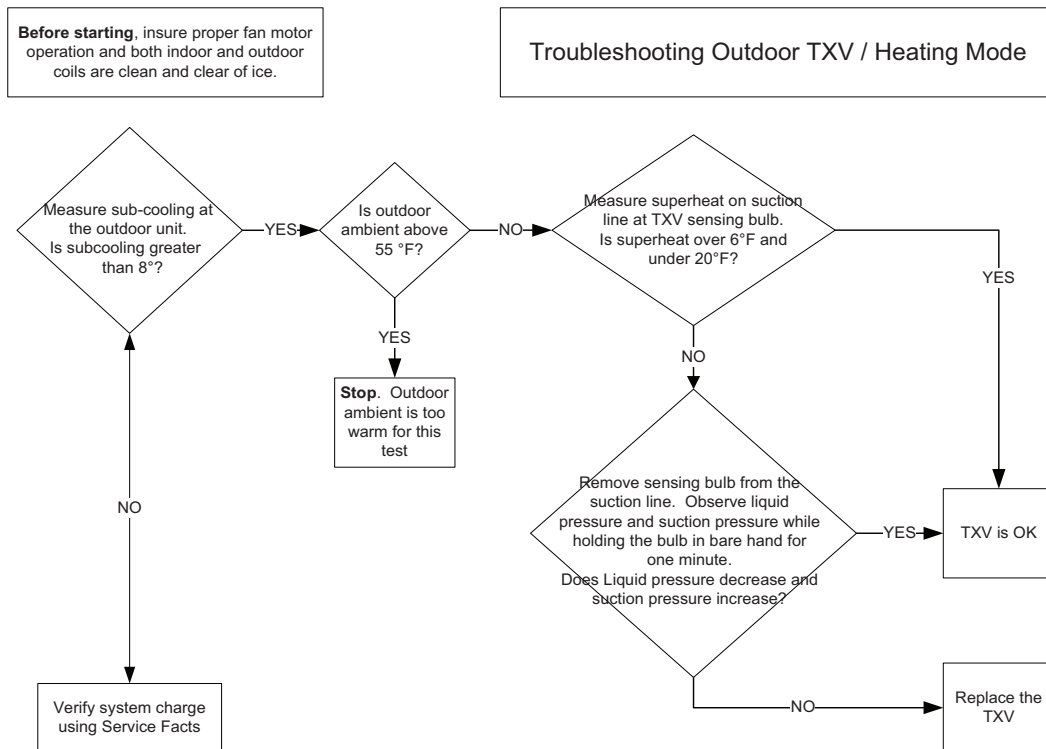 Before starting, insure proper fan motor
operation and both indoor and outdoor
coils are clean and clear of ice.
Troubleshooting Outdoor TXV / Heating Mode
Measure sub-cooling at
the outdoor unit.
Is subcooling greater
than 8°?
YES
Is outdoor
ambient above
55 °F?
NO
Measure superheat on suction
line at TXV sensing bulb.
Is superheat over 6°F and
under 20°F?
YES
YES
NO
Stop. Outdoor
ambient is too
warm for this
test
NO
Remove sensing bulb from the
suction line. Observe liquid
pressure and suction pressure while
holding the bulb in bare hand for
one minute.
Does Liquid pressure decrease and
suction pressure increase?
YES
TXV is OK
Verify system charge
using Service Facts
NO
Replace the
TXV